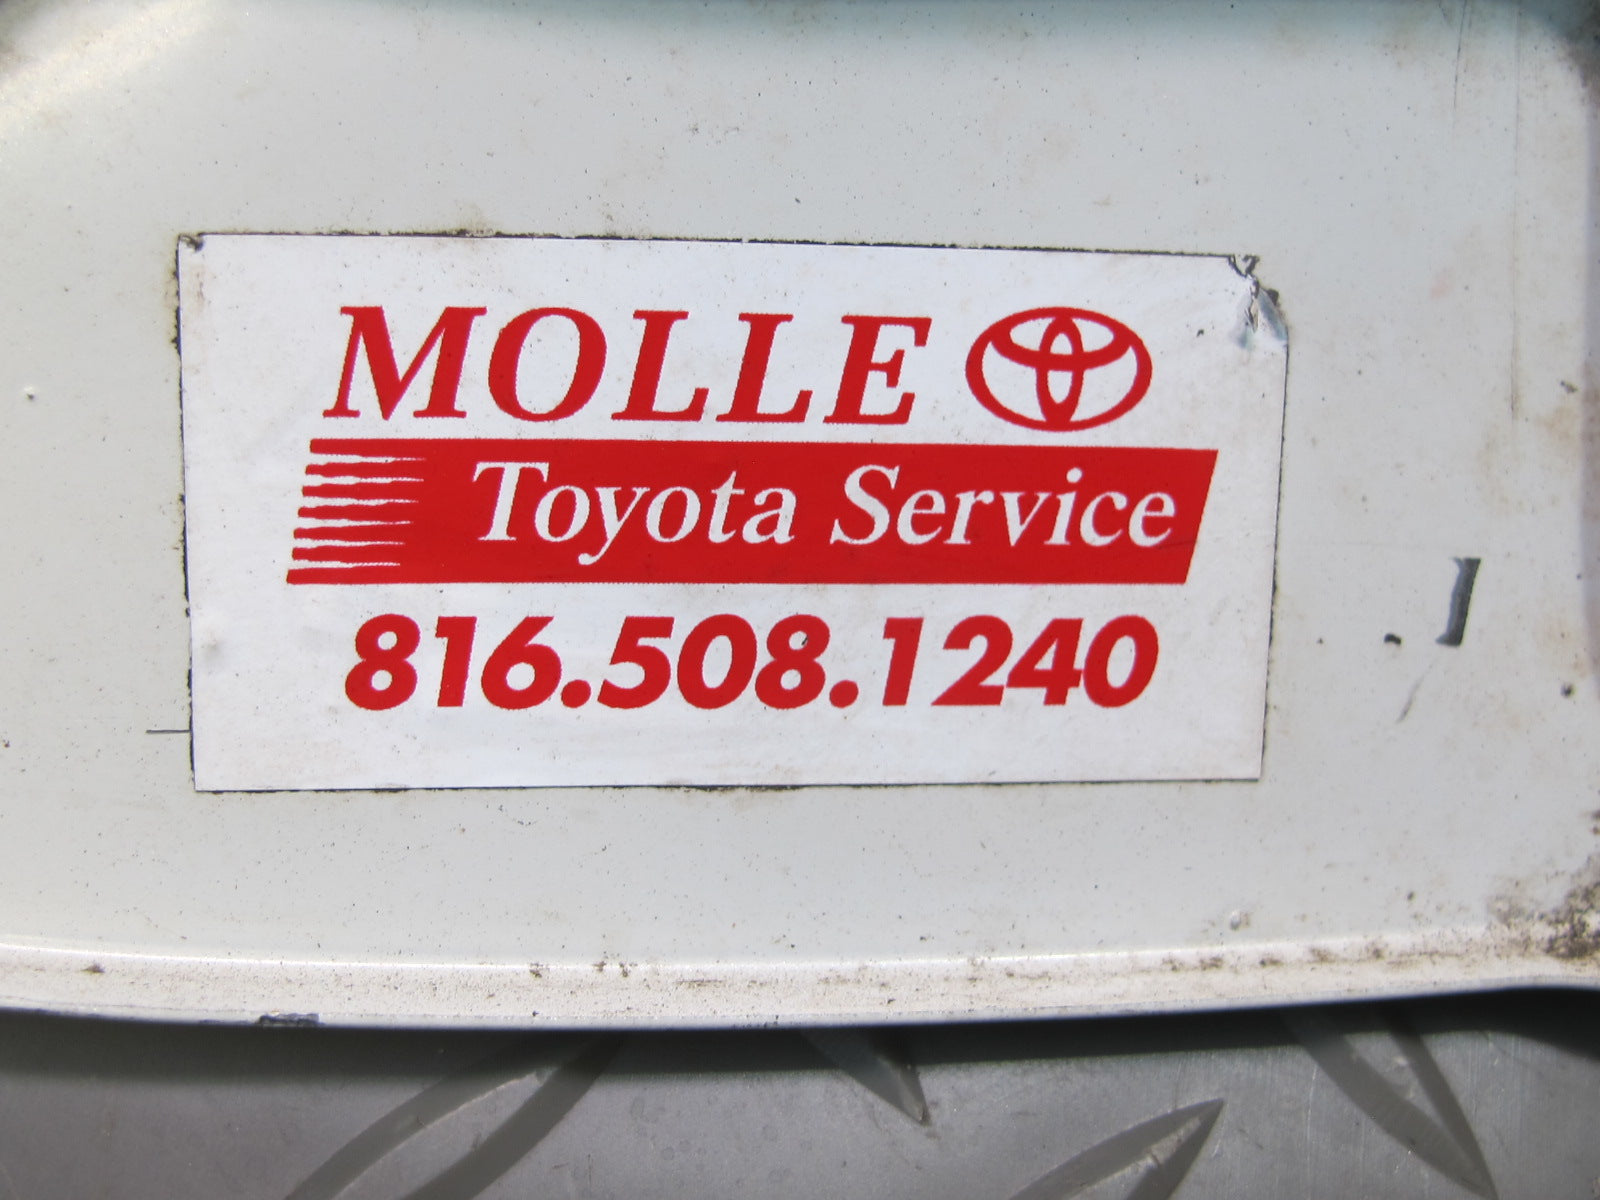 MOLLE
Toyota Service
816.508.1240